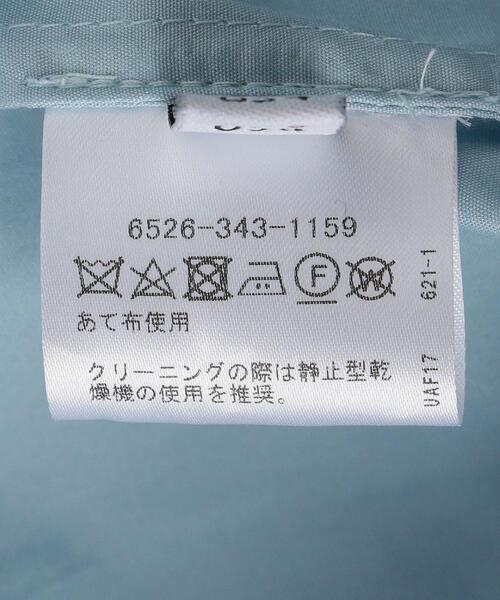 6526-343-1159
F
W
あて布使用
クリーニングの際は静止型乾
燥機の使用を推奨。
621-1
UAF17